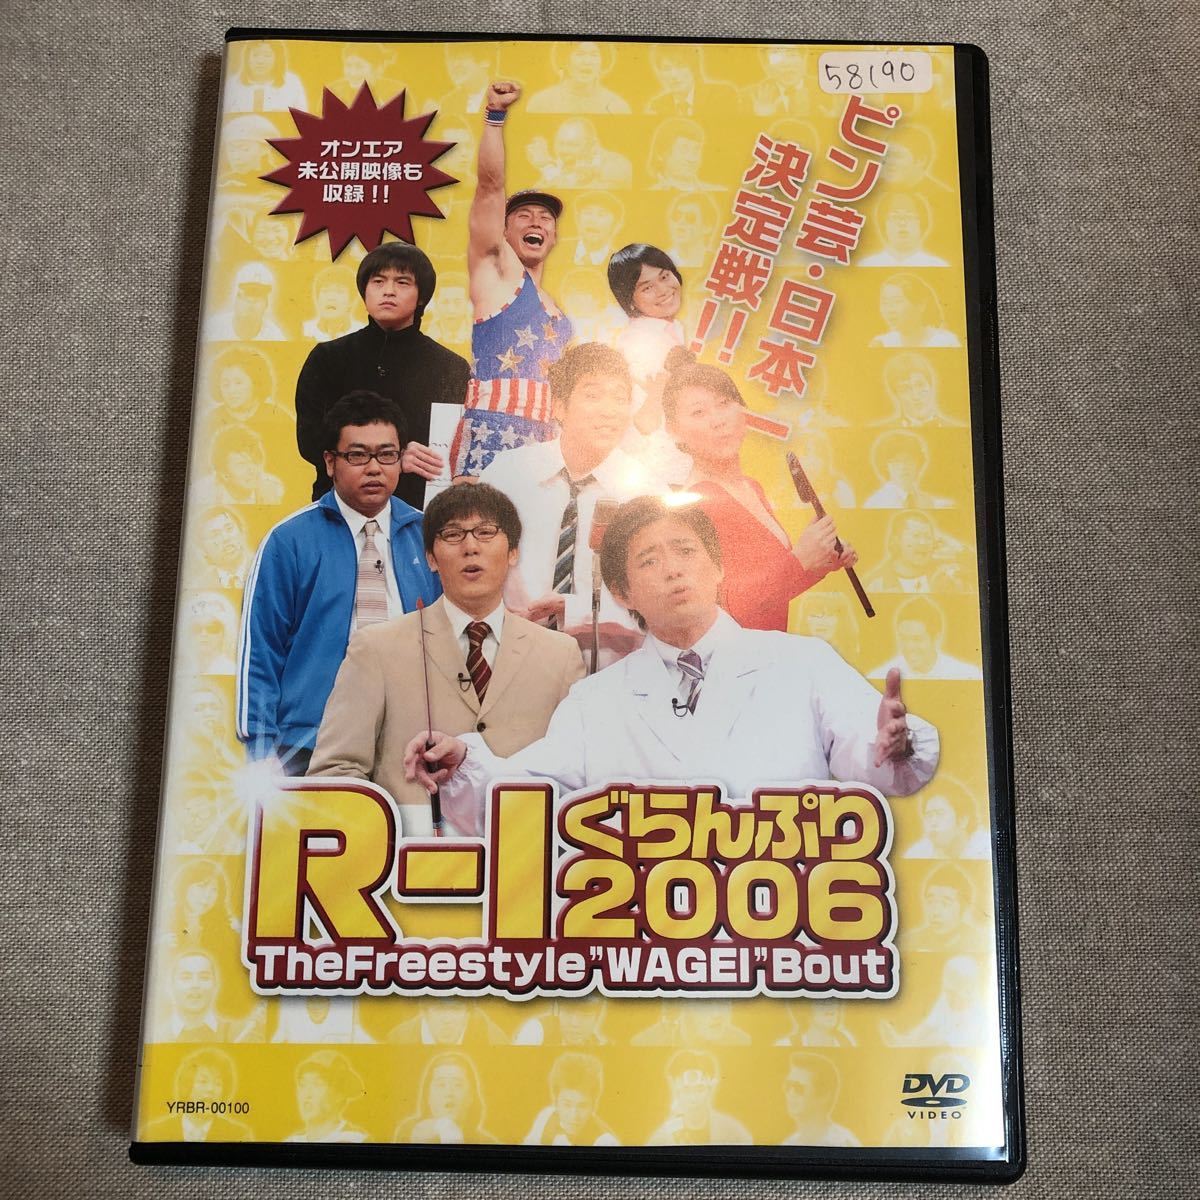 58190
オンエア
未公開映像も
収録!!
ピン芸・日本一
決定戦!!
R-1ぐらんぷり
2006
TheFreestyle"WAGEI"Bout
YRBR-00100
DVD
VIDEO